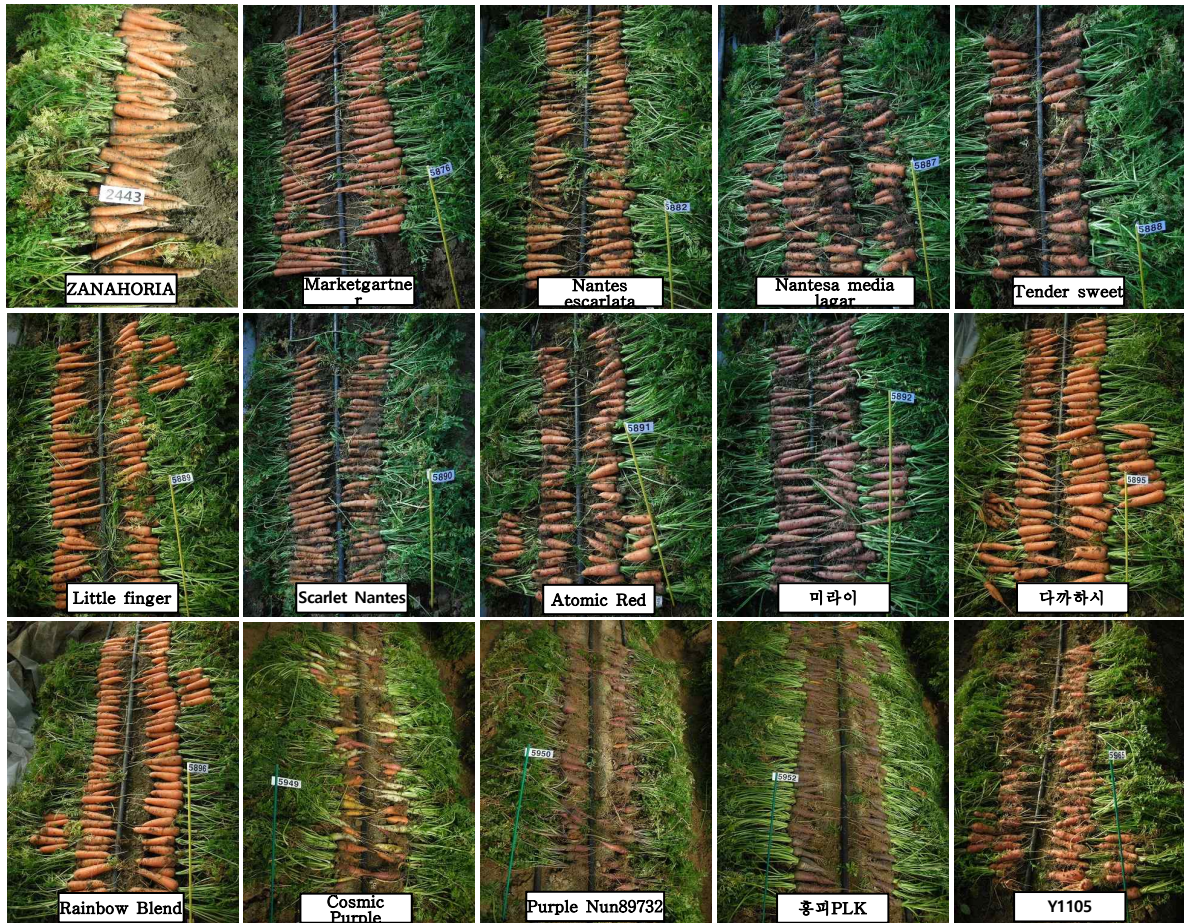 2443
ZANAHORIA
5876
Marketgartne
r
5882
Nantes
escarlata
5887
Nantesa media
lagar
5888
Tender sweet
5889
Little finger
5890
Scarlet Nantes
5891
Atomic Red
5892
미라이
5895
다까하시
5896
Rainbow Blend
5949
Cosmic
Purple
5950
Purple Nun89732
5952
홍피PLK
5965
Y1105